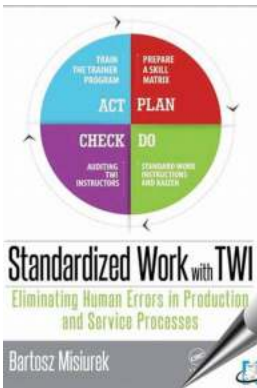 TRAIN
THE TRAINER
PROGRAM
PREPARE
A SKILL
MATRIX
ACT
PLAN
CHECK
DO
AUDITING
TWI
INSTRUCTORS
STANDARD WORK
INSTRUCTIONS
AND KAIZEN
Standardized Work with TWI
Eliminating Human Errors in Production
and Service Processes
Bartosz Misiurek